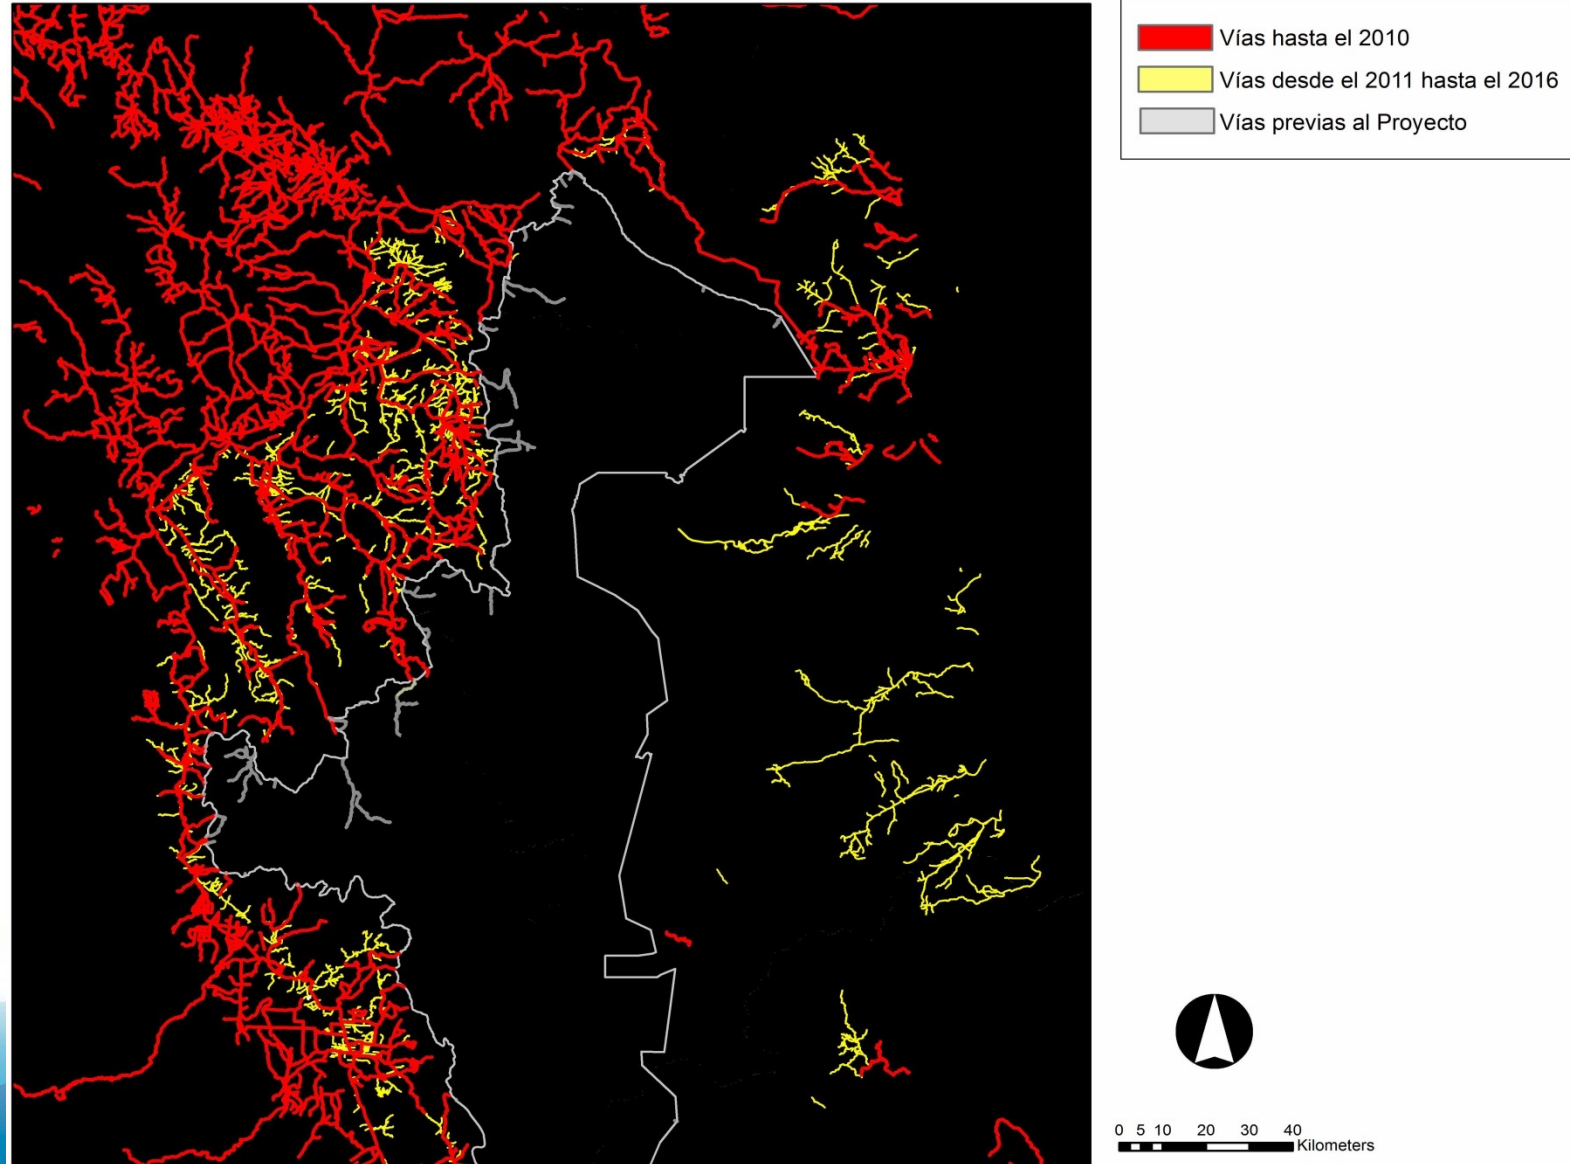 Vías hasta el 2010
Vías desde el 2011 hasta el 2016
Vías previas al Proyecto
0 5 10 20 30 40
Kilometers